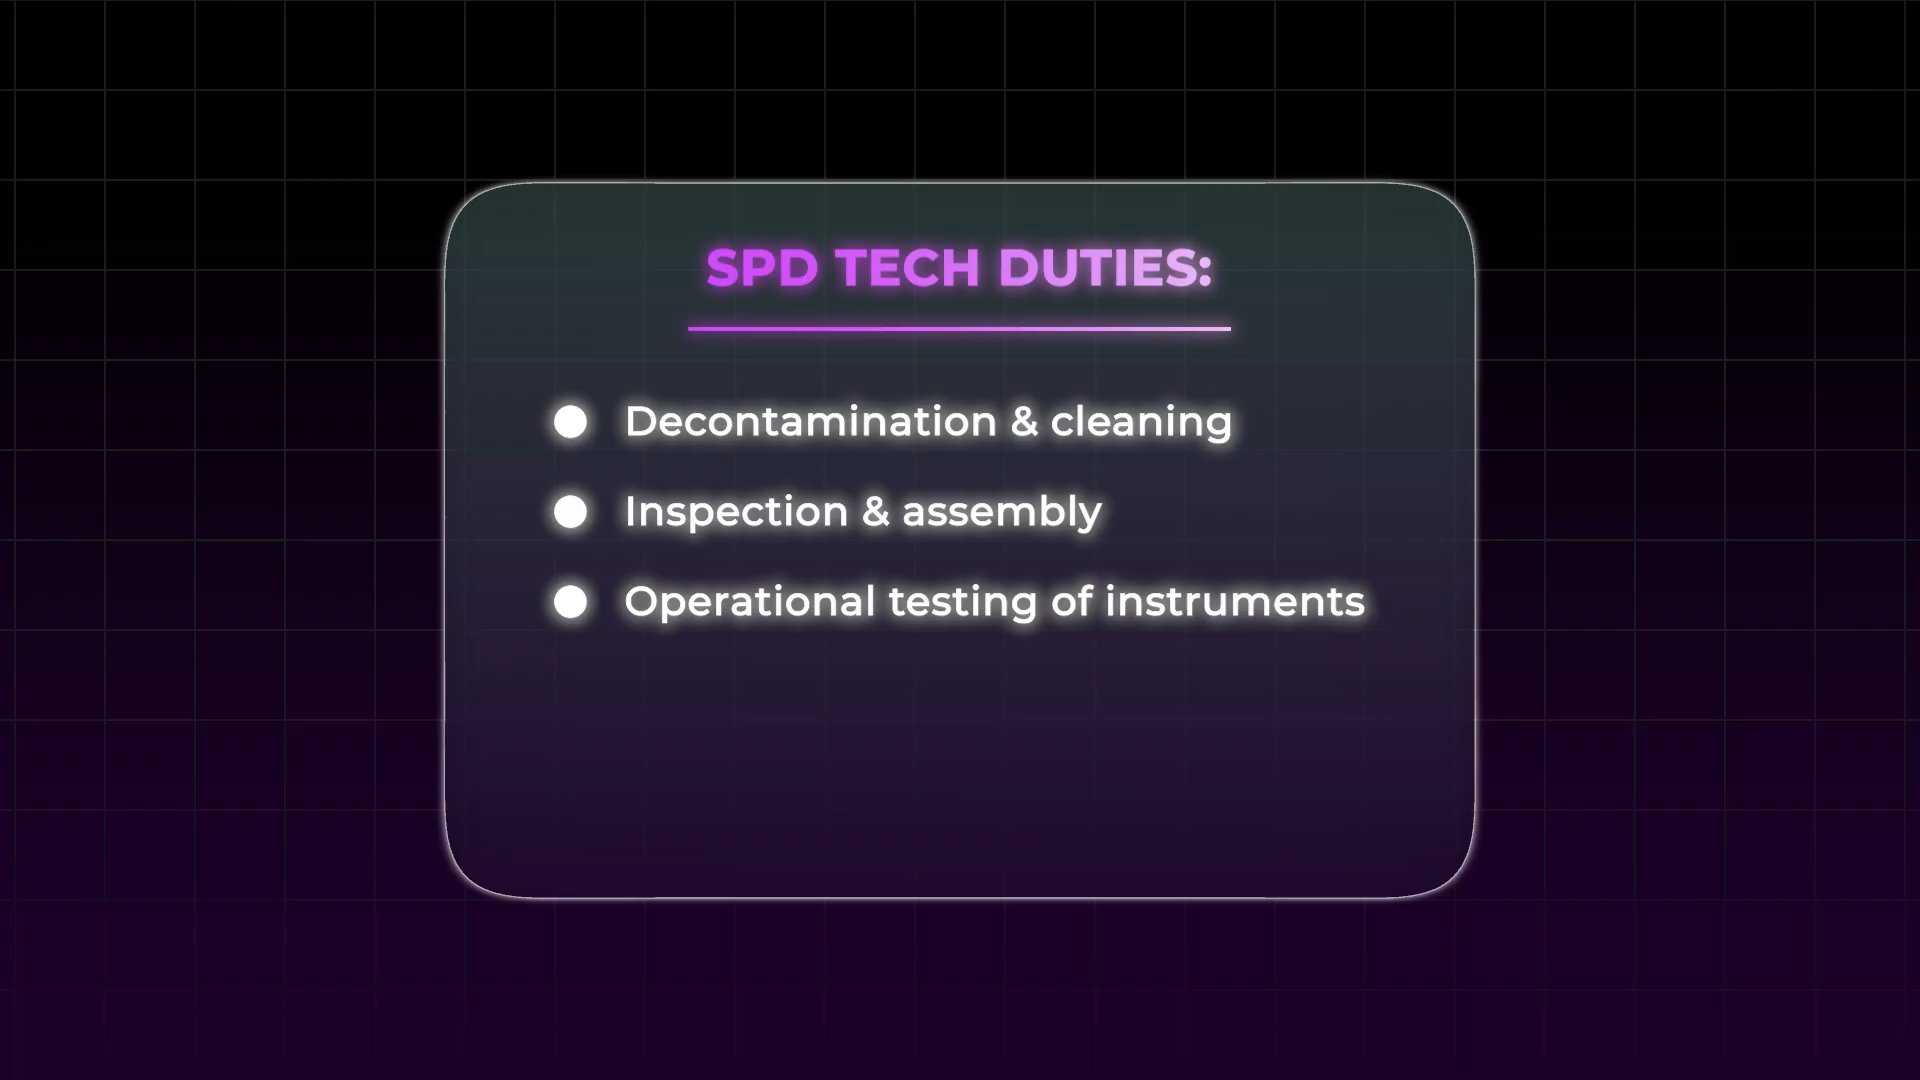 SPD TECH DUTIES:
Decontamination & cleaning
Inspection & assembly
Operational testing of instruments